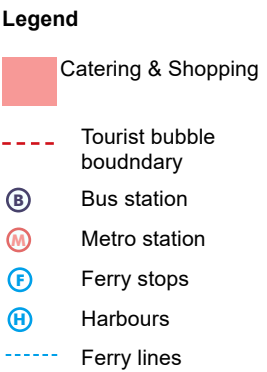 Legend
Catering & Shopping
Tourist bubble
boudndary
B Bus station
M Metro station
F Ferry stops
H Harbours
Ferry lines